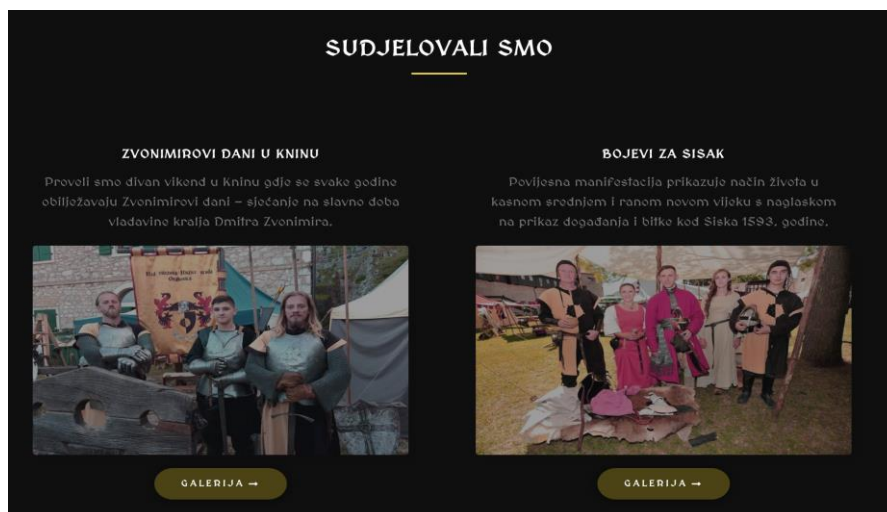 SUDJELOVALI SMO
ZVONIMIROVI DANI U KNINU
Proveli smo divan vikend u Kninu gdje se svake godine
obilježavaju Zvonimirovi dani – sjećanje na slavno doba
vladavine kralja Dmitra Zvonimira.
GALERIJA →
BOJEVI ZA SISAK
Povijesna manifestacija prikazuje način života u
kasnom srednjem i ranom novom vijeku s naglaskom
na prikaz događanja i bitke kod Siska 1593. godine.
GALERIJA →